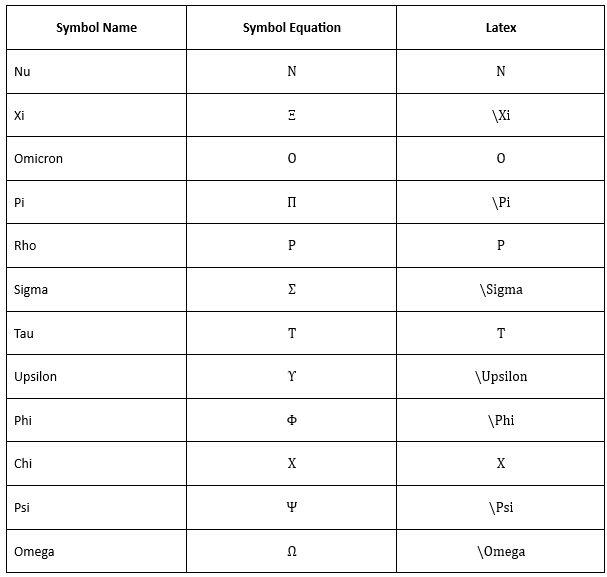 Symbol Name Symbol Equation Latex
Nu Ν N
Xi Ξ \Xi
Omicron Ο O
Pi Π \Pi
Rho Ρ P
Sigma Σ \Sigma
Tau Τ T
Upsilon ϒ \Upsilon
Phi Φ \Phi
Chi Χ X
Psi Ψ \Psi
Omega Ω \Omega